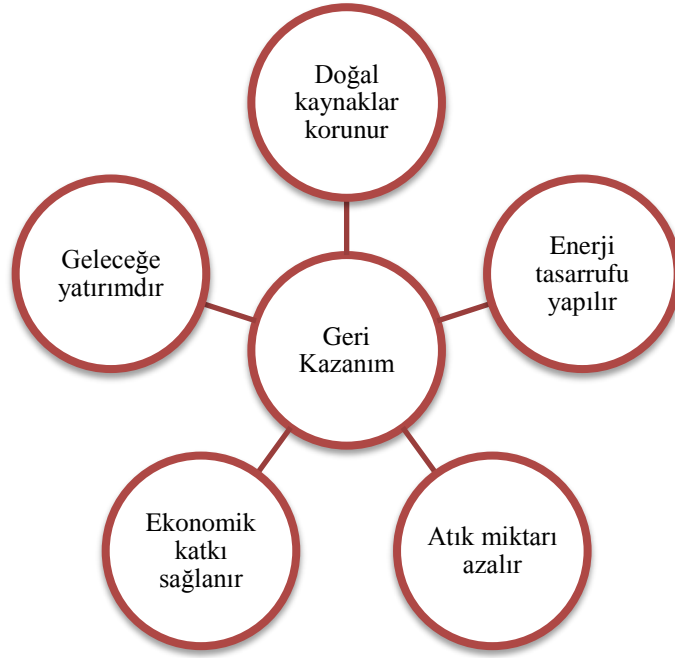 Doğal
kaynaklar
korunur
Geleceğe
yatırımdır
Enerji
tasarrufu
yapılır
Geri
Kazanım
Ekonomik
katkı
sağlanır
Atık miktarı
azalır